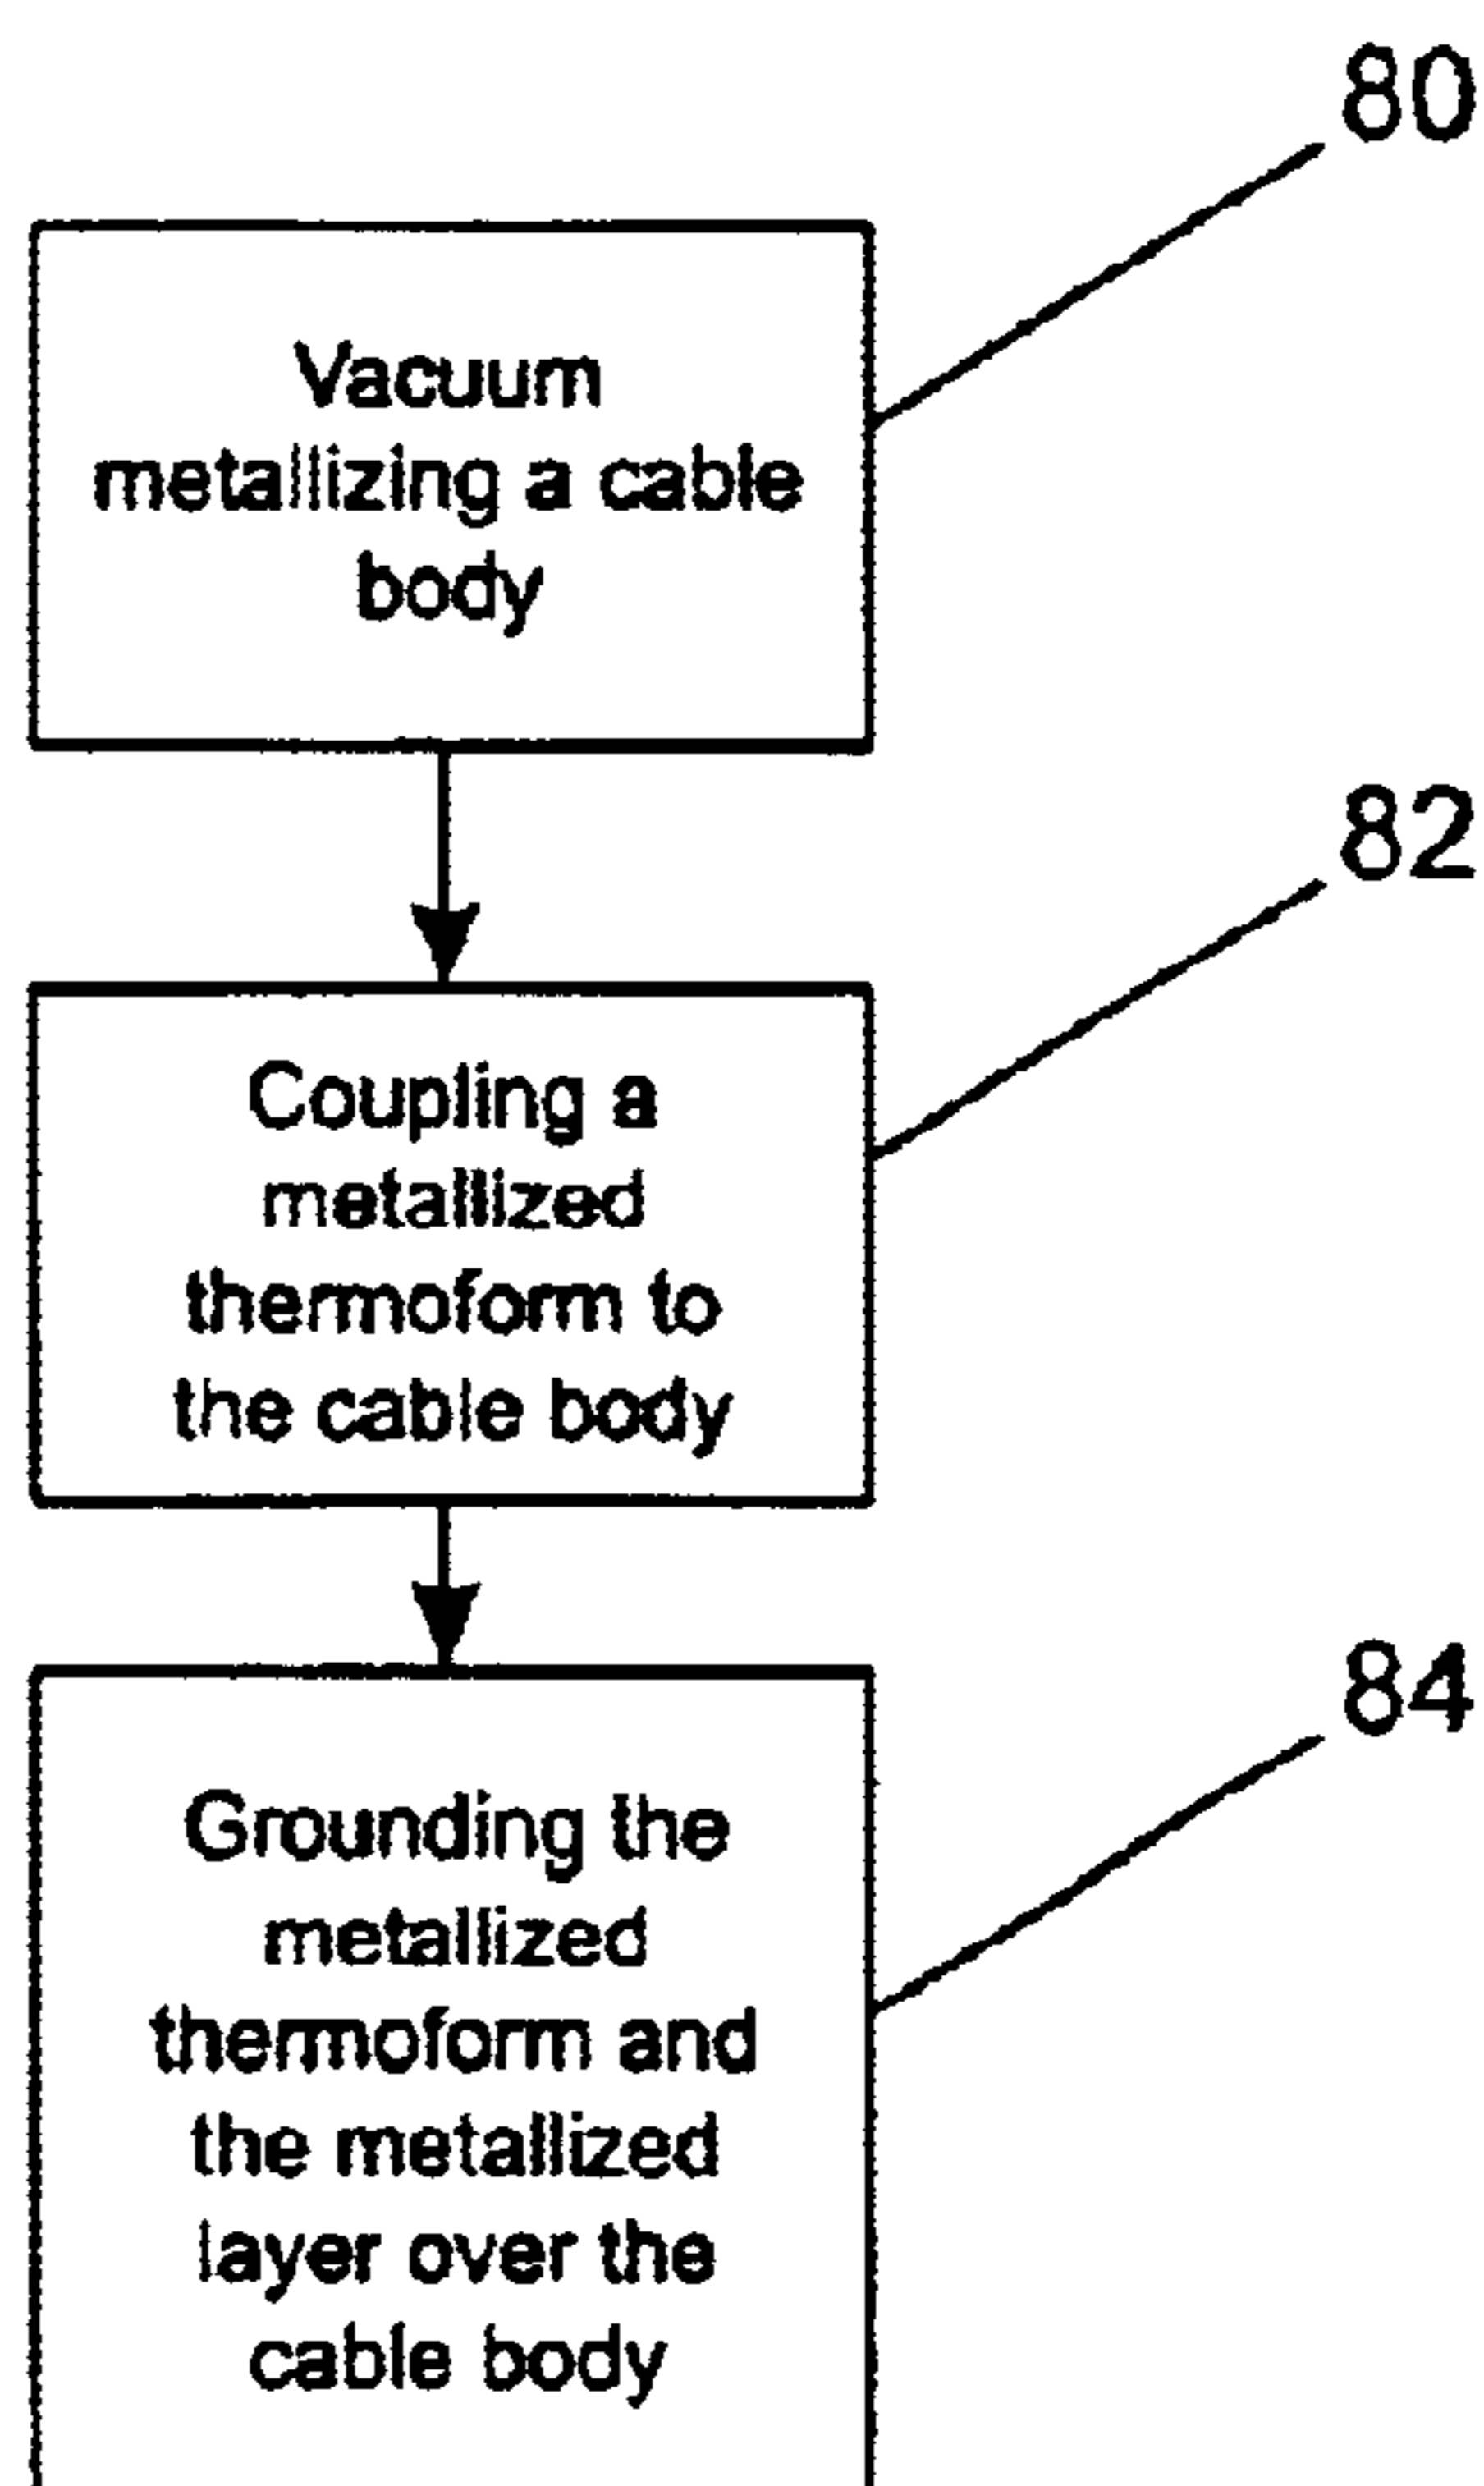 80
Vacuum
metallizing a cable
body
82
Coupling a
metallized
thermoform to
the cable body
84
Grounding the
metallized
thermoform and
the metallized
layer over the
cable body